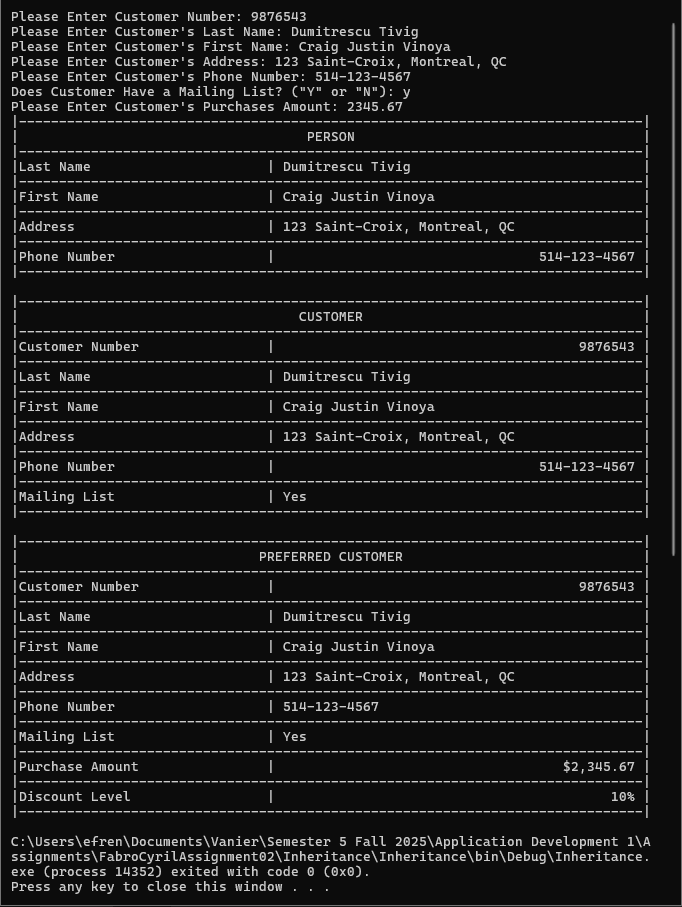 Please Enter Customer Number: 9876543
Please Enter Customer's Last Name: Dumitrescu Tivig
Please Enter Customer's First Name: Craig Justin Vinoya
Please Enter Customer's Address: 123 Saint-Croix, Montreal, QC
Please Enter Customer's Phone Number: 514-123-4567
Does Customer Have a Mailing List? ("Y" or "N"): y
Please Enter Customer's Purchases Amount: 2345.67
|------------------------------------------------------------------------------|
|                                    PERSON                                    |
|------------------------------------------------------------------------------|
|Last Name                      | Dumitrescu Tivig                             |
|------------------------------------------------------------------------------|
|First Name                     | Craig Justin Vinoya                          |
|------------------------------------------------------------------------------|
|Address                        | 123 Saint-Croix, Montreal, QC                |
|------------------------------------------------------------------------------|
|Phone Number                   |                                 514-123-4567 |
|------------------------------------------------------------------------------|

|------------------------------------------------------------------------------|
|                                   CUSTOMER                                   |
|------------------------------------------------------------------------------|
|Customer Number                |                                      9876543 |
|------------------------------------------------------------------------------|
|Last Name                      | Dumitrescu Tivig                             |
|------------------------------------------------------------------------------|
|First Name                     | Craig Justin Vinoya                          |
|------------------------------------------------------------------------------|
|Address                        | 123 Saint-Croix, Montreal, QC                |
|------------------------------------------------------------------------------|
|Phone Number                   |                                 514-123-4567 |
|------------------------------------------------------------------------------|
|Mailing List                   | Yes                                          |
|------------------------------------------------------------------------------|

|------------------------------------------------------------------------------|
|                              PREFERRED CUSTOMER                              |
|------------------------------------------------------------------------------|
|Customer Number                |                                      9876543 |
|------------------------------------------------------------------------------|
|Last Name                      | Dumitrescu Tivig                             |
|------------------------------------------------------------------------------|
|First Name                     | Craig Justin Vinoya                          |
|------------------------------------------------------------------------------|
|Address                        | 123 Saint-Croix, Montreal, QC                |
|------------------------------------------------------------------------------|
|Phone Number                   | 514-123-4567                                 |
|------------------------------------------------------------------------------|
|Mailing List                   | Yes                                          |
|------------------------------------------------------------------------------|
|Purchase Amount                |                                    $2,345.67 |
|------------------------------------------------------------------------------|
|Discount Level                 |                                          10% |
|------------------------------------------------------------------------------|

C:\Users\efren\Documents\Vanier\Semester 5 Fall 2025\Application Development 1\A
ssignments\FabroCyrilAssignment02\Inheritance\Inheritance\bin\Debug\Inheritance.
exe (process 14352) exited with code 0 (0x0).
Press any key to close this window . . .